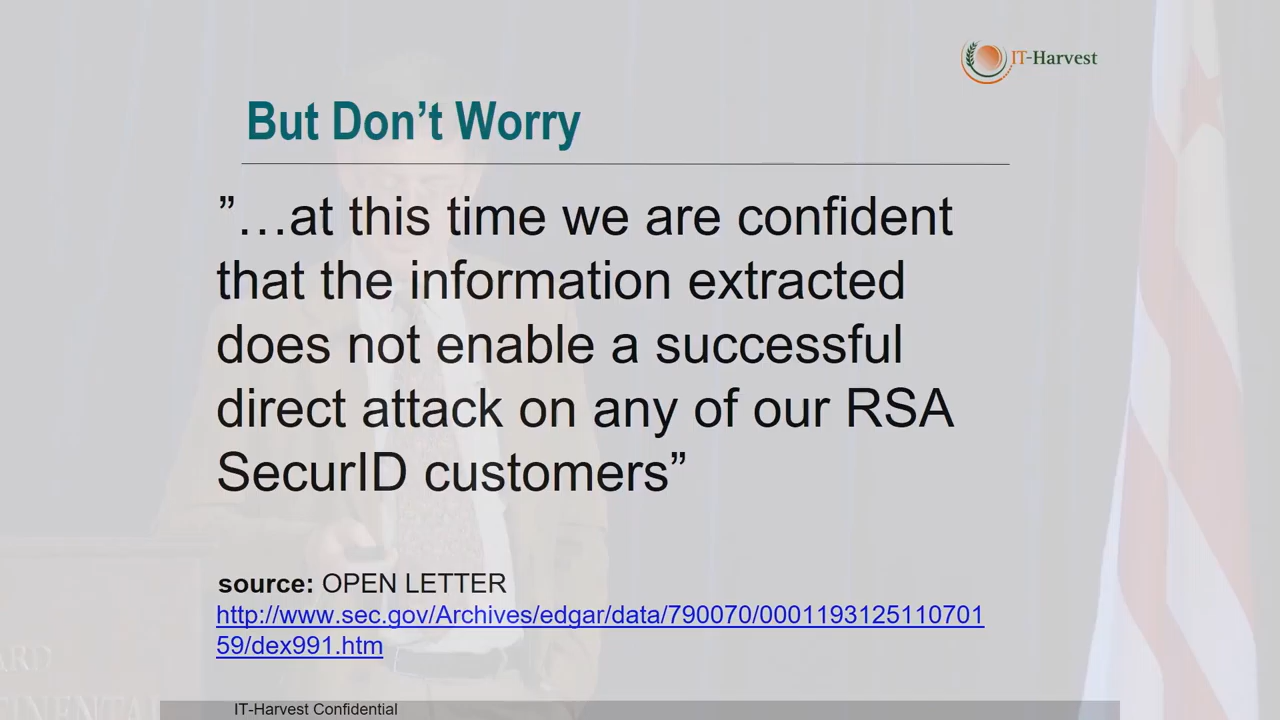 IT-Harvest
But Don’t Worry
”…at this time we are confident
that the information extracted
does not enable a successful
direct attack on any of our RSA
SecurID customers”
source: OPEN LETTER
http://www.sec.gov/Archives/edgar/data/790070/0001193125110701
59/dex991.htm
IT-Harvest Confidential